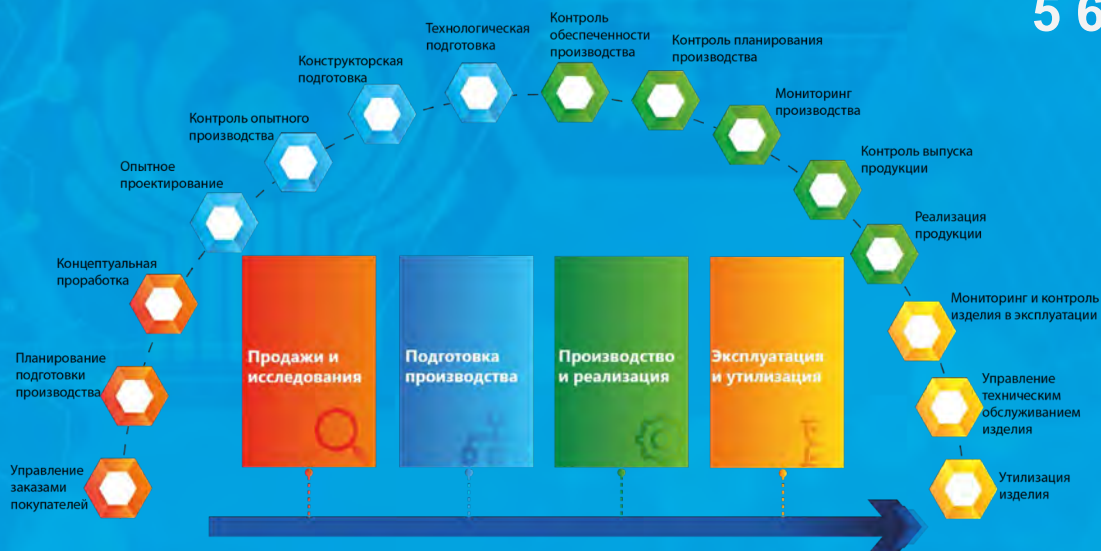 5 6
Управление
заказами
покупателей
Планирование
подготовки
производства
Концептуальная
проработка
Опытное
проектирование
Контроль опытного
производства
Конструкторская
подготовка
Технологическая
подготовка
Контроль
обеспеченности
производства
Контроль планирования
производства
Мониторинг
производства
Контроль выпуска
продукции
Реализация
продукции
Мониторинг и контроль
изделия в эксплуатации
Управление
техническим
обслуживанием
изделия
Утилизация
изделия
Продажи и
исследования
Подготовка
производства
Производство
и реализация
Эксплуатация
и утилизация